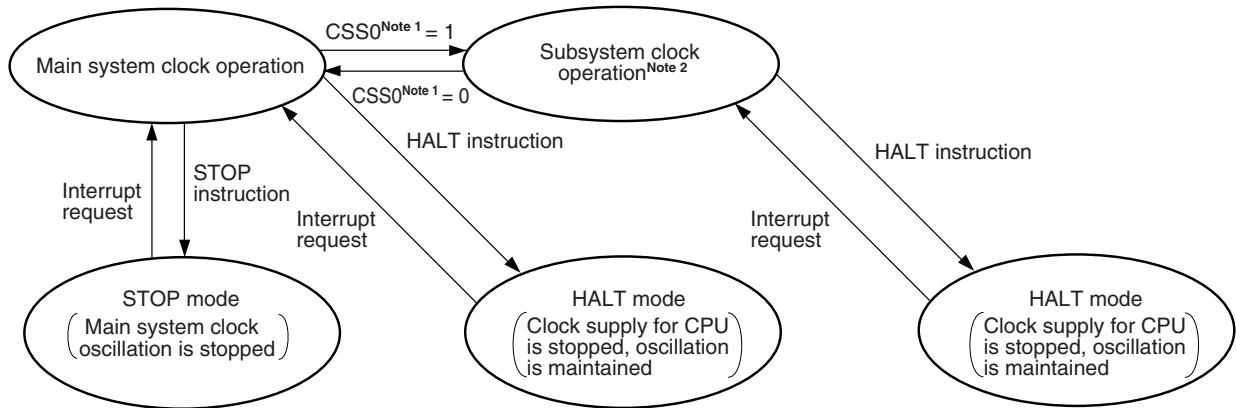 CSS0Note 1 = 1
Main system clock operation
Subsystem clock
operationNote 2
CSS0Note 1 = 0
HALT instruction
HALT instruction
STOP
instruction
Interrupt
request
Interrupt
request
Interrupt
request
STOP mode
Main system clock
oscillation is stopped
HALT mode
Clock supply for CPU
is stopped, oscillation
is maintained
HALT mode
Clock supply for CPU
is stopped, oscillation
is maintained